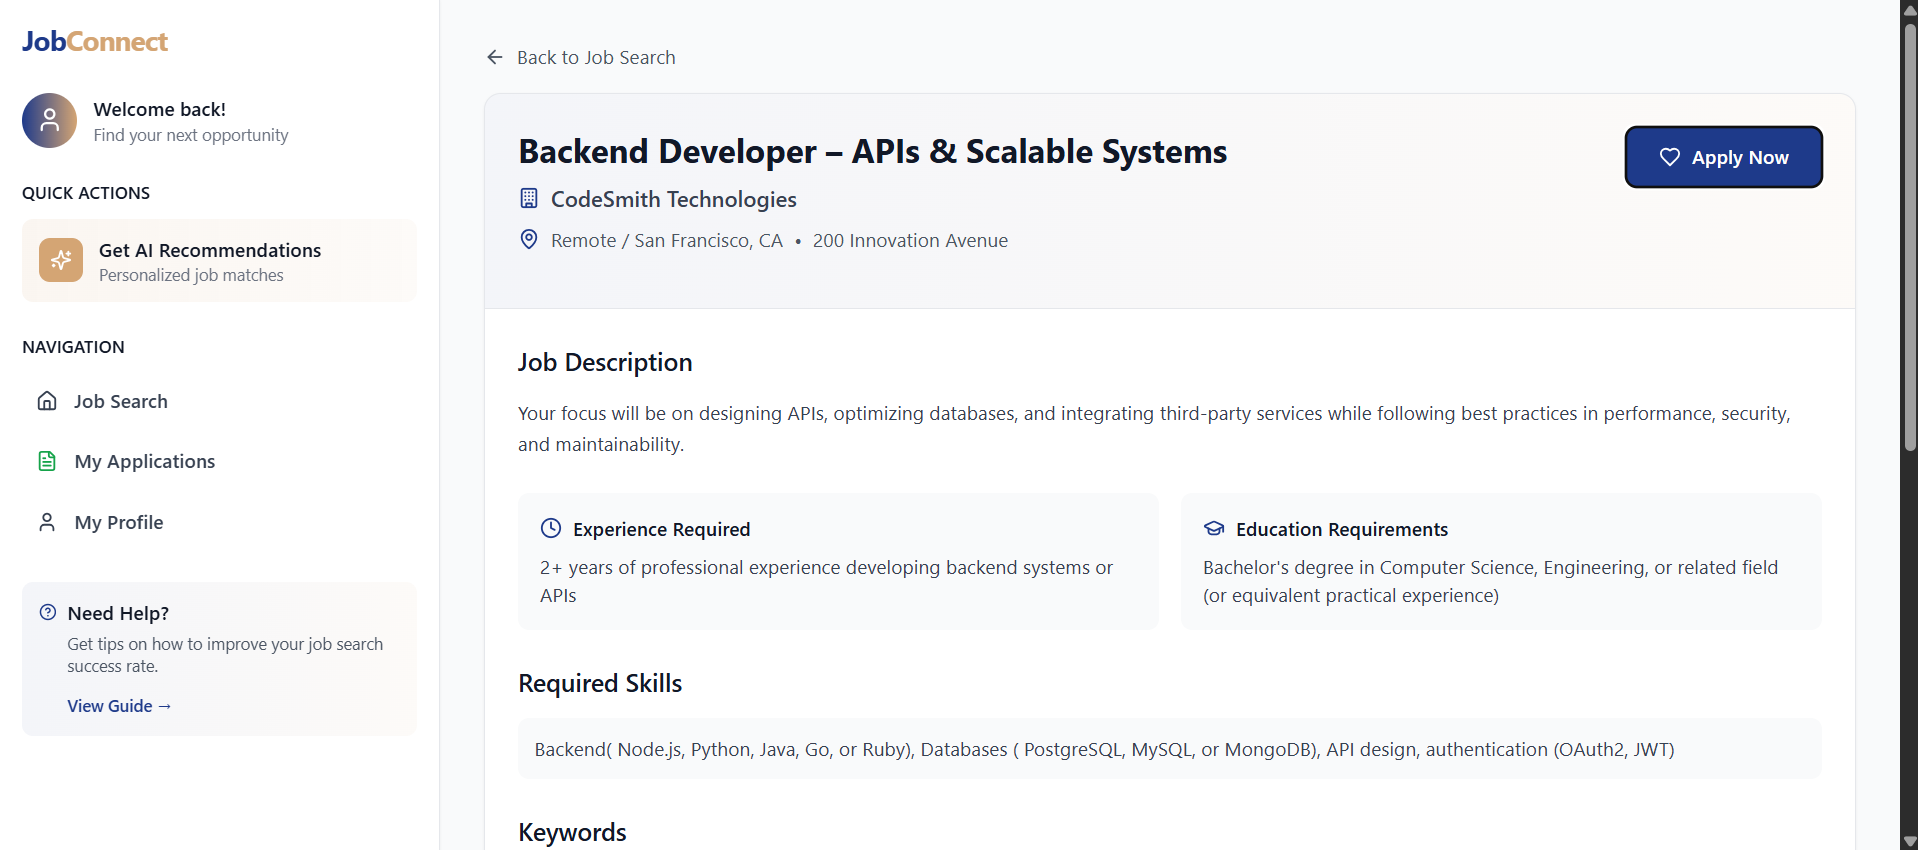 JobConnect
Welcome back!
Find your next opportunity
QUICK ACTIONS
Get AI Recommendations
Personalized job matches
NAVIGATION
Job Search
My Applications
My Profile
Need Help?
Get tips on how to improve your job search
success rate.
View Guide →
← Back to Job Search
Backend Developer – APIs & Scalable Systems
CodeSmith Technologies
Remote / San Francisco, CA • 200 Innovation Avenue
Apply Now
Job Description
Your focus will be on designing APIs, optimizing databases, and integrating third-party services while following best practices in performance, security,
and maintainability.
Experience Required
2+ years of professional experience developing backend systems or
APIs
Education Requirements
Bachelor's degree in Computer Science, Engineering, or related field
(or equivalent practical experience)
Required Skills
Backend( Node.js, Python, Java, Go, or Ruby), Databases ( PostgreSQL, MySQL, or MongoDB), API design, authentication (OAuth2, JWT)
Keywords